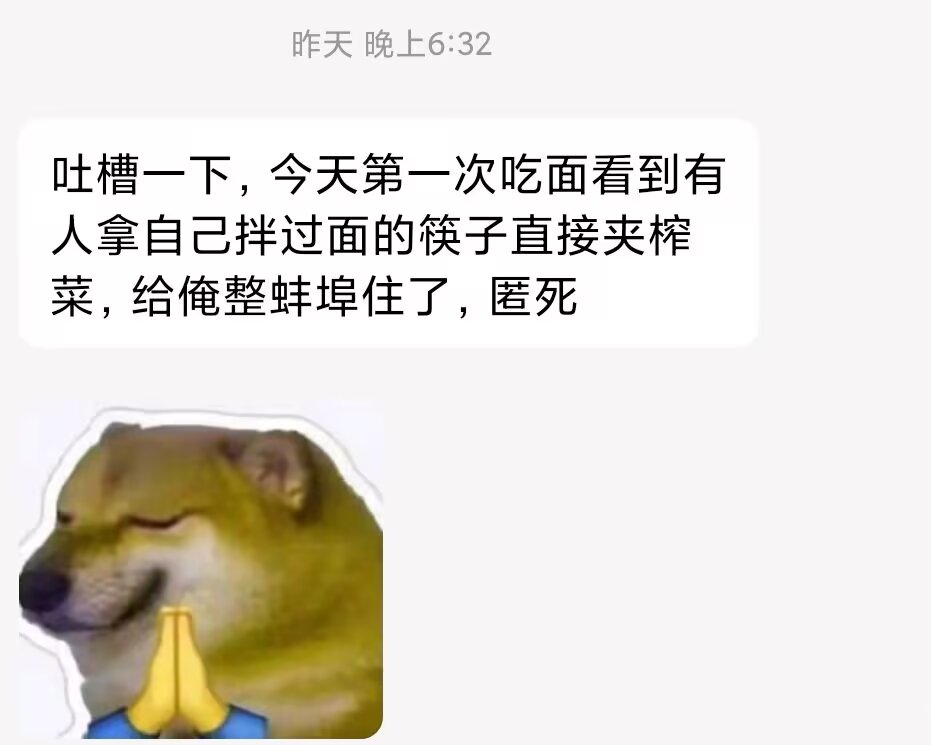 昨天 晚上6:32
吐槽一下，今天第一次吃面看到有
人拿自己拌过面的筷子直接夹榨
菜，给俺整蚌埠住了，匿死